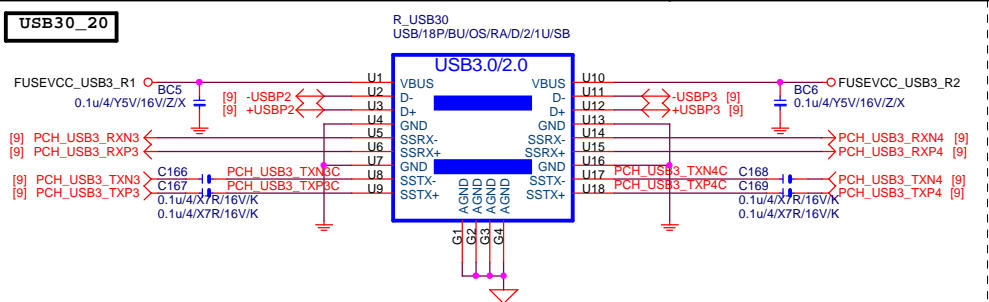 USB30_20
R_USB30
USB/18P/BU/OS/RA/D/2/1U/SB
USB3.0/2.0
FUSEVCC_USB3_R1
BC5
0.1u/4/Y5V/16V/Z/X
U1
VBUS
VBUS
U10
FUSEVCC_USB3_R2
BC6
0.1u/4/Y5V/16V/Z/X
[9] -USBP2
U2
D-
D-
U11
-USBP3 [9]
[9] +USBP2
U3
D+
D+
U12
+USBP3 [9]
U4
GND
GND
U13
[9] PCH_USB3_RXN3
U5
SSRX-
SSRX-
U14
PCH_USB3_RXN4 [9]
[9] PCH_USB3_RXP3
U6
SSRX+
SSRX+
U15
PCH_USB3_RXP4 [9]
U7
GND
GND
U16
[9] PCH_USB3_TXN3
C166
PCH_USB3_TXN3C
U8
SSTX-
SSTX-
U17
PCH_USB3_TXN4C
C168
PCH_USB3_TXN4 [9]
[9] PCH_USB3_TXP3
C167
PCH_USB3_TXP3C
U9
SSTX+
SSTX+
U18
PCH_USB3_TXP4C
C169
PCH_USB3_TXP4 [9]
0.1u/4/X7R/16V/K
0.1u/4/X7R/16V/K
0.1u/4/X7R/16V/K
0.1u/4/X7R/16V/K
AGND
AGND
AGND
AGND
G1
G2
G3
G4